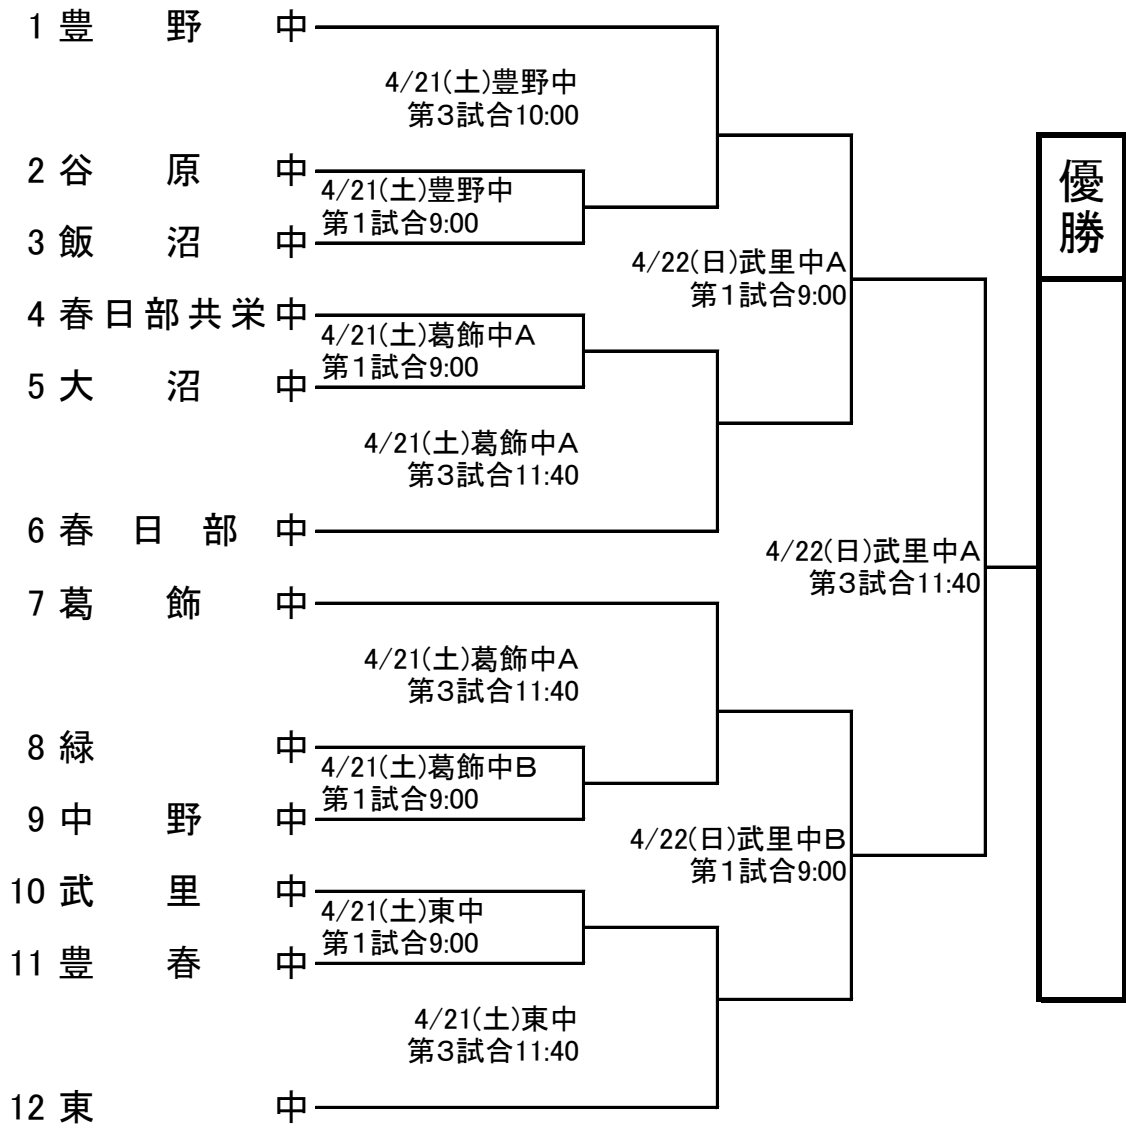 1 豊野中
4/21(土)豊野中
第3試合10:00
2 谷原中
4/21(土)豊野中
第1試合9:00
3 飯沼中
4/22(日)武里中A
第1試合9:00
4 春日部共栄中
4/21(土)葛飾中A
第1試合9:00
5 大沼中
4/21(土)葛飾中A
第3試合11:40
6 春日部中
4/22(日)武里中A
第3試合11:40
7 葛飾中
4/21(土)葛飾中A
第3試合11:40
8 緑中
4/21(土)葛飾中B
第1試合9:00
9 中野中
4/22(日)武里中B
第1試合9:00
10 武里中
4/21(土)東中
第1試合9:00
11 豊春中
4/21(土)東中
第3試合11:40
12 東中
優勝